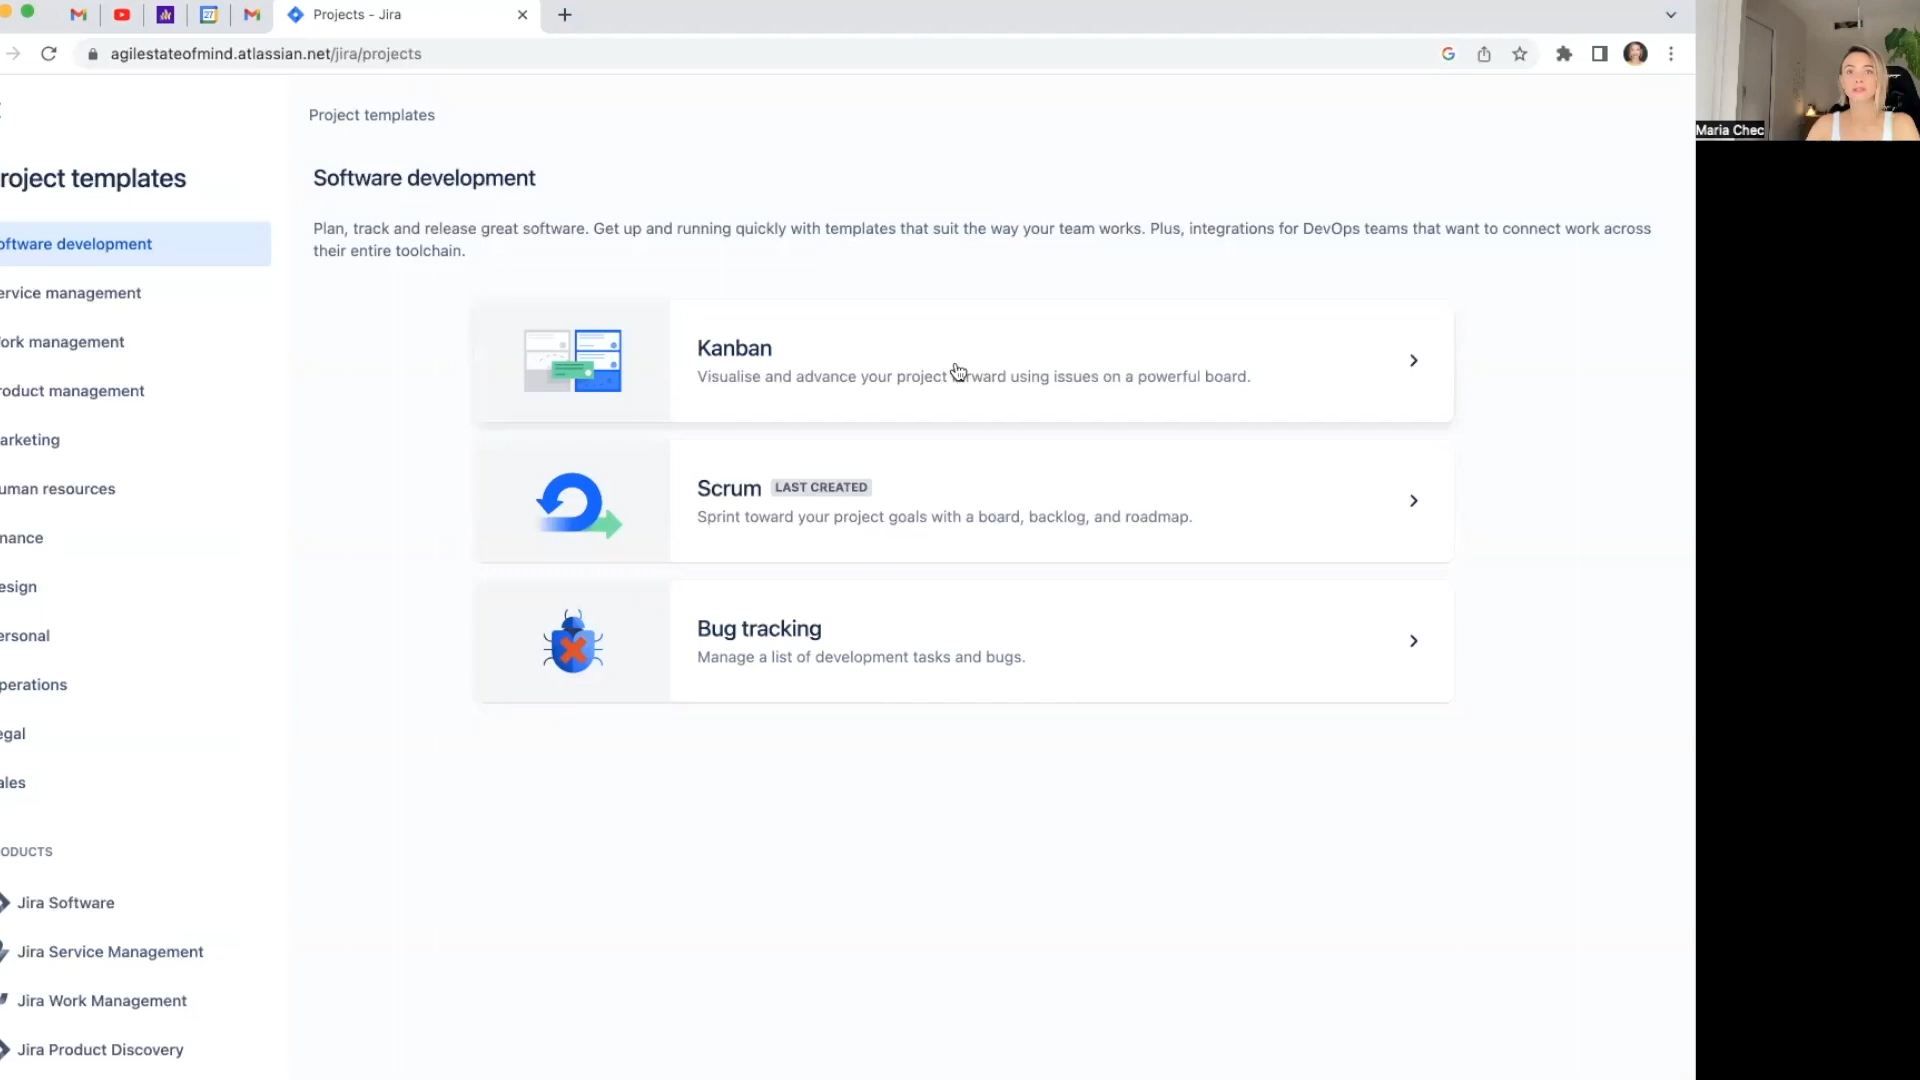 Projects - Jira
agilestateofmind.atlassian.net/jira/projects
Maria Chec
Project templates
roject templates
oftware development
ervice management
ork management
roduct management
arketing
uman resources
nance
esign
ersonal
perations
egal
ales
ODUCTS
Jira Software
Jira Service Management
Jira Work Management
Jira Product Discovery
Software development
Plan, track and release great software. Get up and running quickly with templates that suit the way your team works. Plus, integrations for DevOps teams that want to connect work across
their entire toolchain.
Kanban
Visualise and advance your project forward using issues on a powerful board.
Scrum LAST CREATED
Sprint toward your project goals with a board, backlog, and roadmap.
Bug tracking
Manage a list of development tasks and bugs.